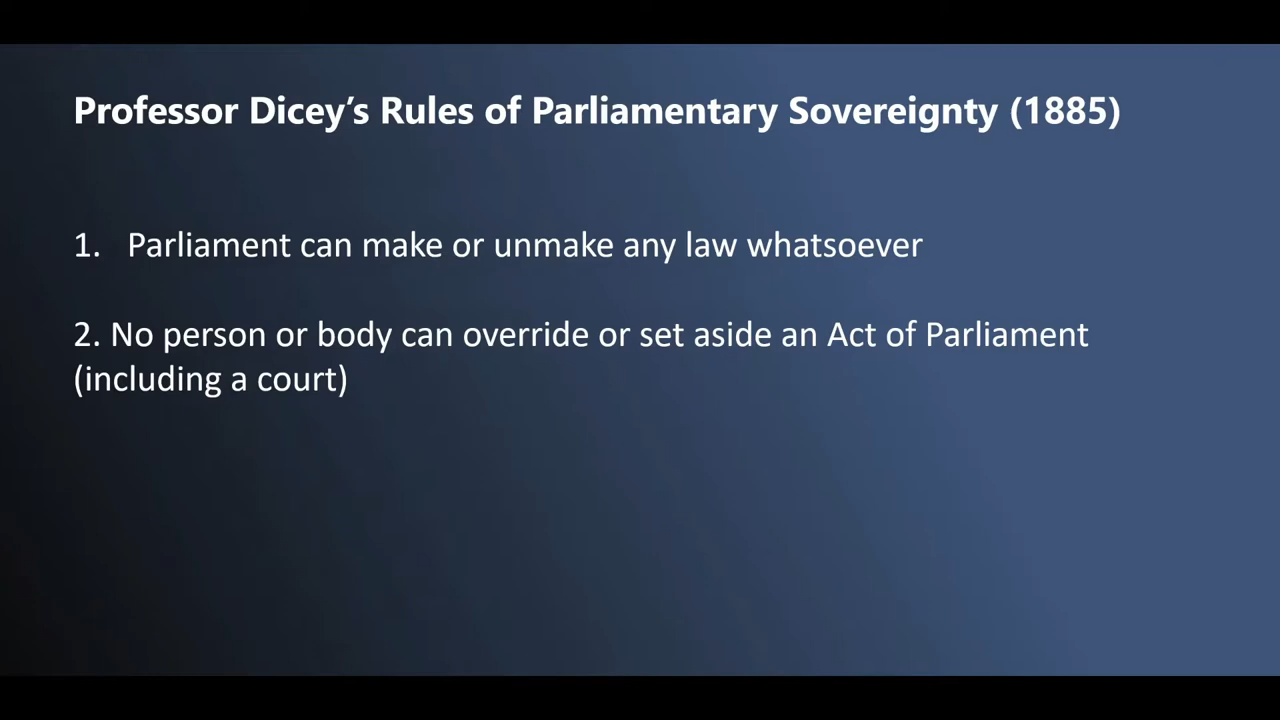 Professor Dicey’s Rules of Parliamentary Sovereignty (1885)
1. Parliament can make or unmake any law whatsoever
2. No person or body can override or set aside an Act of Parliament
(including a court)